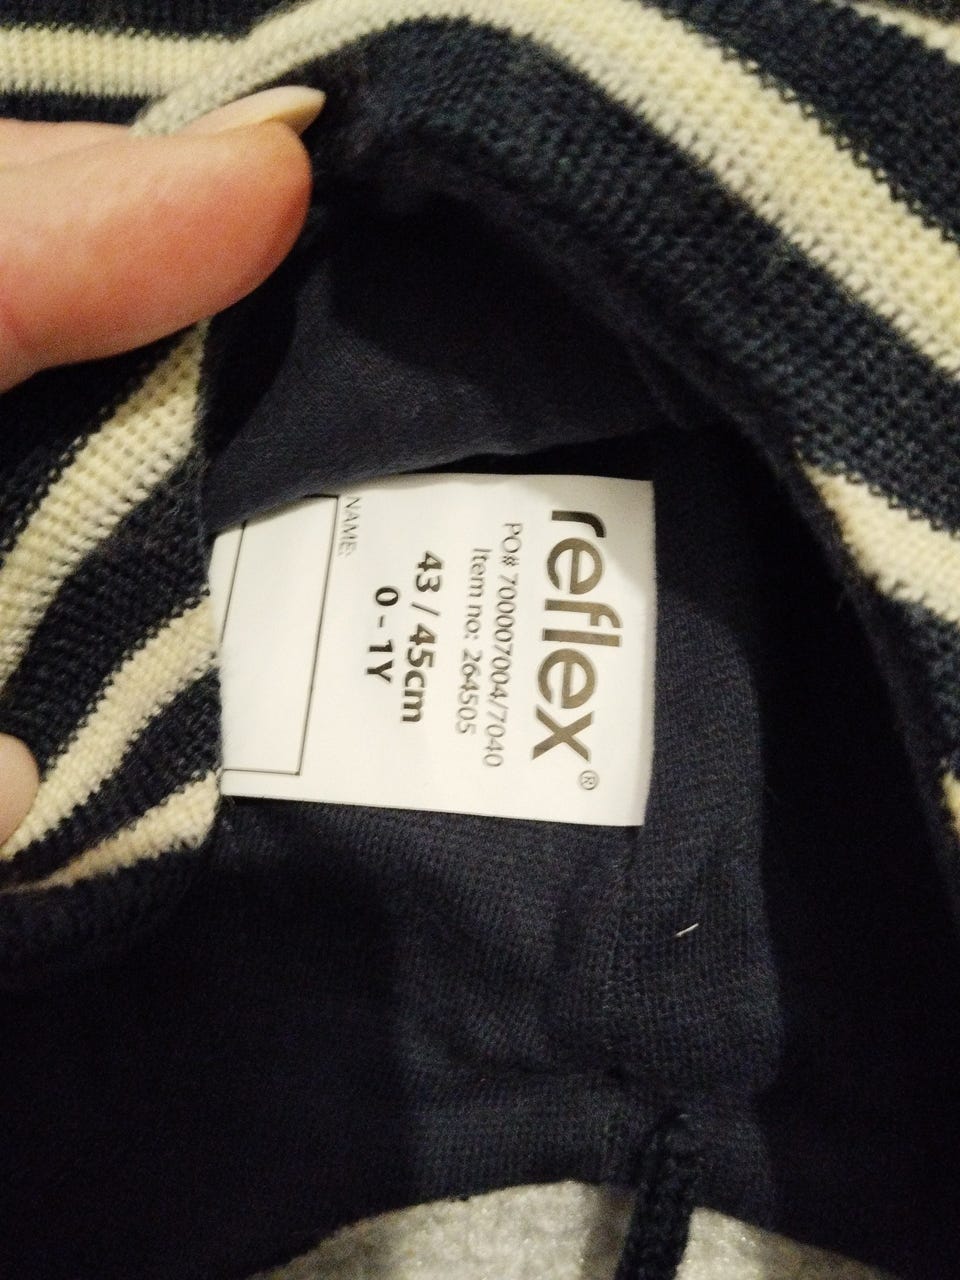 reflex®
PO# 700007004/7040
Item no: 264505
43 / 45cm
0 - 1Y
NAME: